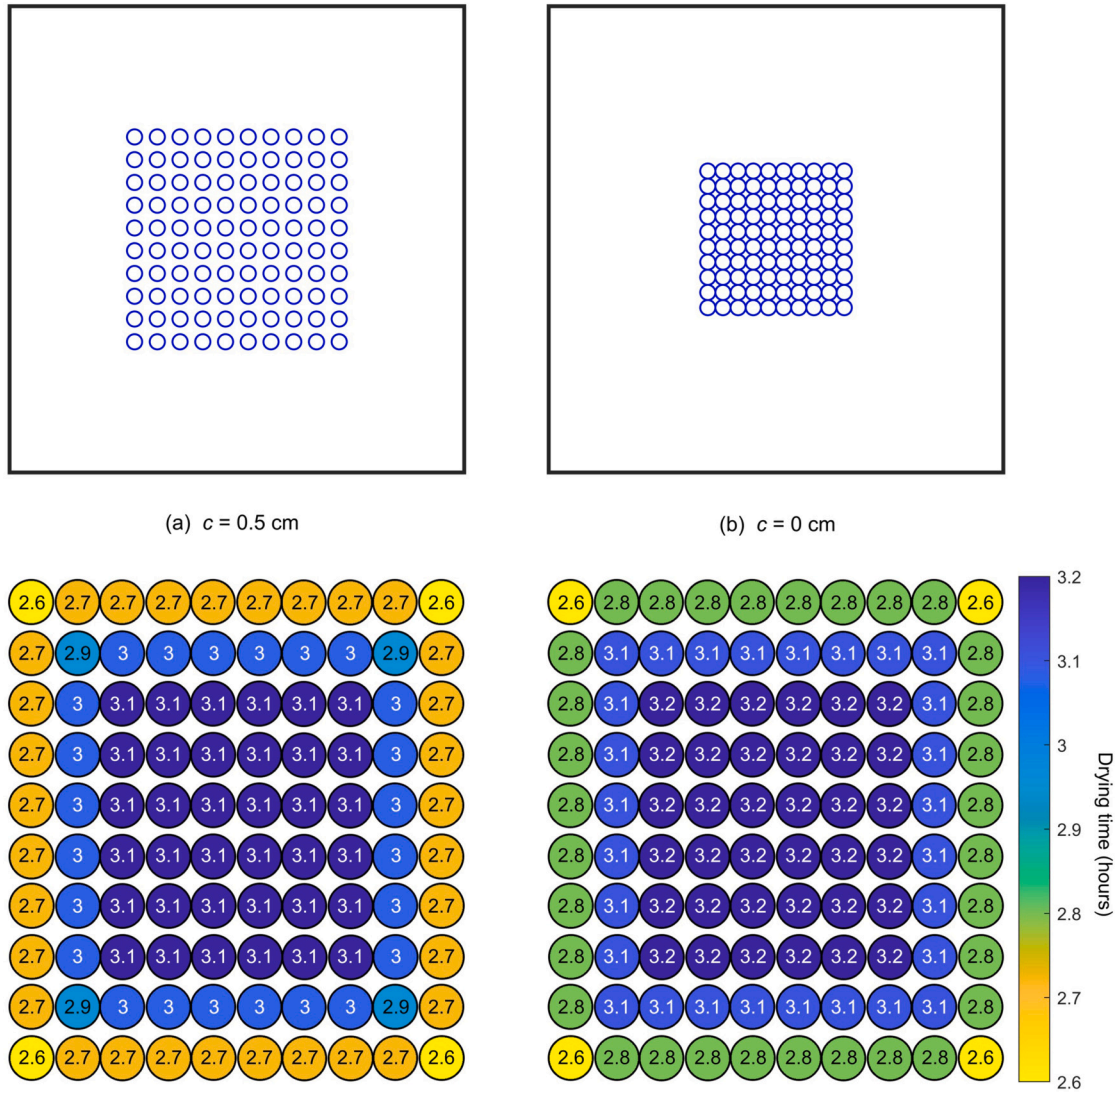 (a) c = 0.5 cm
(b) c = 0 cm
2.6 2.7 2.7 2.7 2.7 2.7 2.7 2.7 2.7 2.6
2.7 2.9 3 3 3 3 3 3 2.9 2.7
2.7 3 3.1 3.1 3.1 3.1 3.1 3.1 3 2.7
2.7 3 3.1 3.1 3.1 3.1 3.1 3.1 3 2.7
2.7 3 3.1 3.1 3.1 3.1 3.1 3.1 3 2.7
2.7 3 3.1 3.1 3.1 3.1 3.1 3.1 3 2.7
2.7 3 3.1 3.1 3.1 3.1 3.1 3.1 3 2.7
2.7 3 3.1 3.1 3.1 3.1 3.1 3.1 3 2.7
2.7 2.9 3 3 3 3 3 3 2.9 2.7
2.6 2.7 2.7 2.7 2.7 2.7 2.7 2.7 2.7 2.6
2.6 2.8 2.8 2.8 2.8 2.8 2.8 2.8 2.8 2.6
2.8 3.1 3.1 3.1 3.1 3.1 3.1 3.1 3.1 2.8
2.8 3.1 3.2 3.2 3.2 3.2 3.2 3.2 3.1 2.8
2.8 3.1 3.2 3.2 3.2 3.2 3.2 3.2 3.1 2.8
2.8 3.1 3.2 3.2 3.2 3.2 3.2 3.2 3.1 2.8
2.8 3.1 3.2 3.2 3.2 3.2 3.2 3.2 3.1 2.8
2.8 3.1 3.2 3.2 3.2 3.2 3.2 3.2 3.1 2.8
2.8 3.1 3.2 3.2 3.2 3.2 3.2 3.2 3.1 2.8
2.8 3.1 3.1 3.1 3.1 3.1 3.1 3.1 3.1 2.8
2.6 2.8 2.8 2.8 2.8 2.8 2.8 2.8 2.8 2.6
3.2
3.1
3
2.9
2.8
2.7
2.6
Drying time (hours)